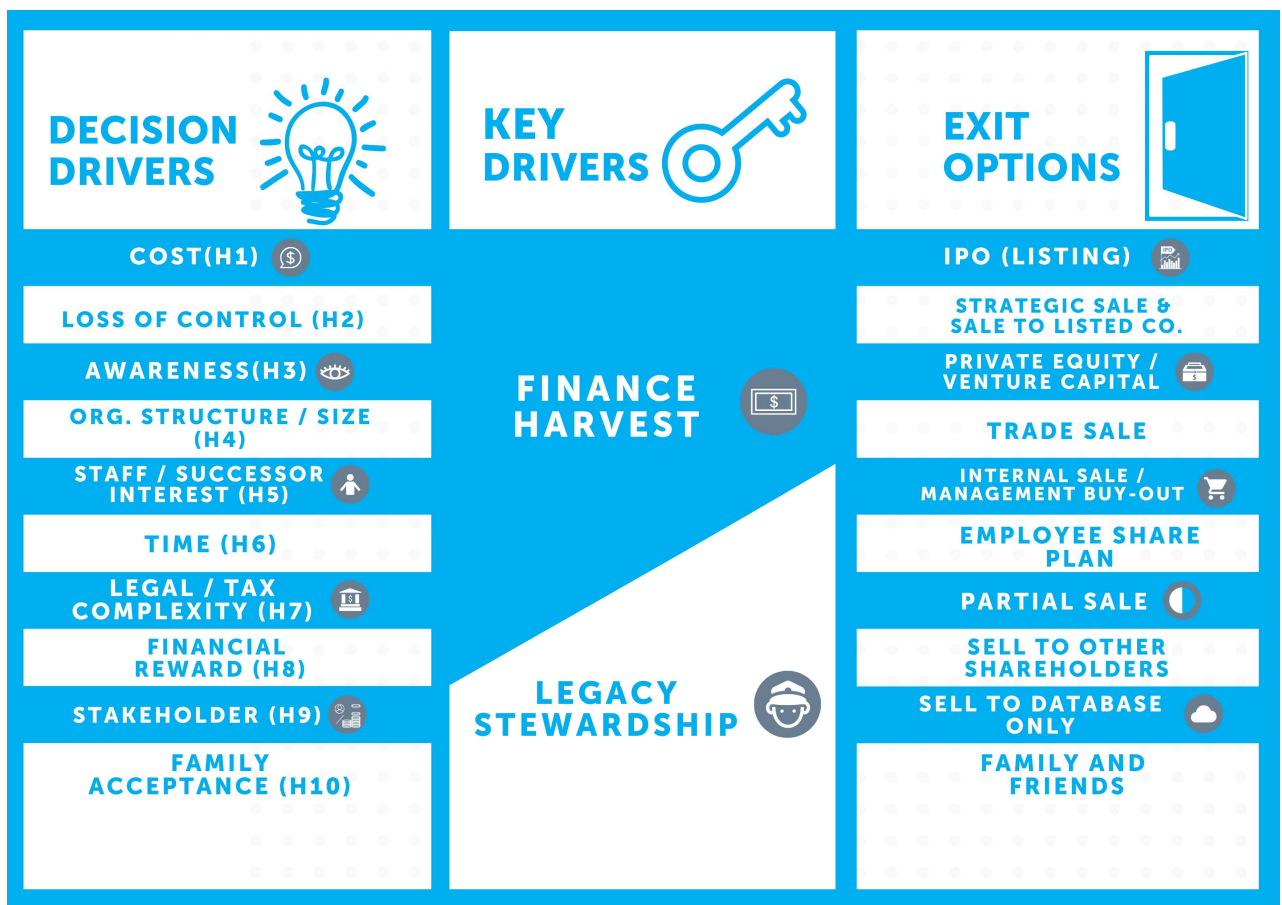 DECISION
DRIVERS
COST(H1)
$
LOSS OF CONTROL (H2)
AWARENESS(H3)
ORG. STRUCTURE / SIZE
(H4)
STAFF / SUCCESSOR
INTEREST (H5)
TIME (H6)
LEGAL / TAX
COMPLEXITY (H7)
$
FINANCIAL
REWARD (H8)
STAKEHOLDER (H9)
FAMILY
ACCEPTANCE (H10)
KEY
DRIVERS
FINANCE
HARVEST
$
LEGACY
STEWARDSHIP
EXIT
OPTIONS
IPO (LISTING)
IPO
STRATEGIC SALE &
SALE TO LISTED CO.
PRIVATE EQUITY /
VENTURE CAPITAL
$
TRADE SALE
INTERNAL SALE /
MANAGEMENT BUY-OUT
EMPLOYEE SHARE
PLAN
PARTIAL SALE
SELL TO OTHER
SHAREHOLDERS
SELL TO DATABASE
ONLY
FAMILY AND
FRIENDS